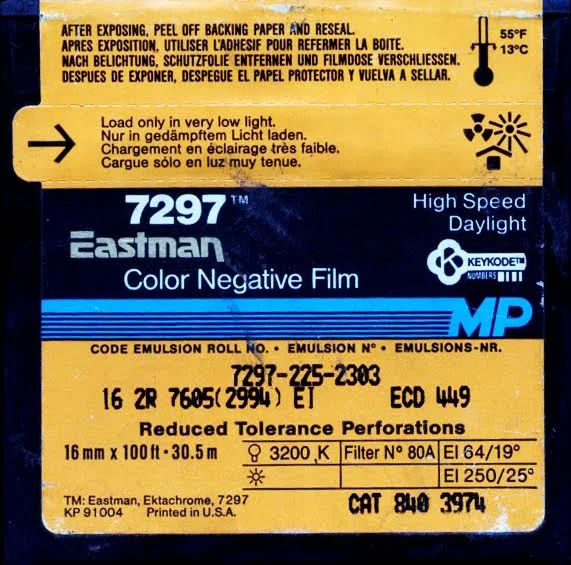 AFTER EXPOSING, PEEL OFF BACKING PAPER AND RESEAL.
APRES EXPOSITION, UTILISER L'ADHESIF POUR REFERMER LA BOITE.
NACH BELICHTUNG, SCHUTZFOLIE ENTFERNEN UND FILMDOSE VERSCHLIESSEN.
DESPUES DE EXPONER, DESPEGUE EL PAPEL PROTECTOR Y VUELVA A SELLAR.
55°F
13°C
Load only in very low light.
Nur in gedämpftem Licht laden.
Chargement en éclairage très faible.
Cargue sólo en luz muy tenue.
7297™
Eastman
Color Negative Film
High Speed
Daylight
K KEYKODE™
NUMBERS
MP
CODE EMULSION ROLL NO. • EMULSION N° • EMULSIONS-NR.
7297-225-2303
16 2R 7605(2994) EI ECD 449
Reduced Tolerance Perforations
16 mm x 100 ft • 30.5 m
3200 K Filter N° 80A EI 64/19°
EI 250/25°
TM: Eastman, Ektachrome, 7297
KP 91004 Printed in U.S.A.
CAT 840 3974